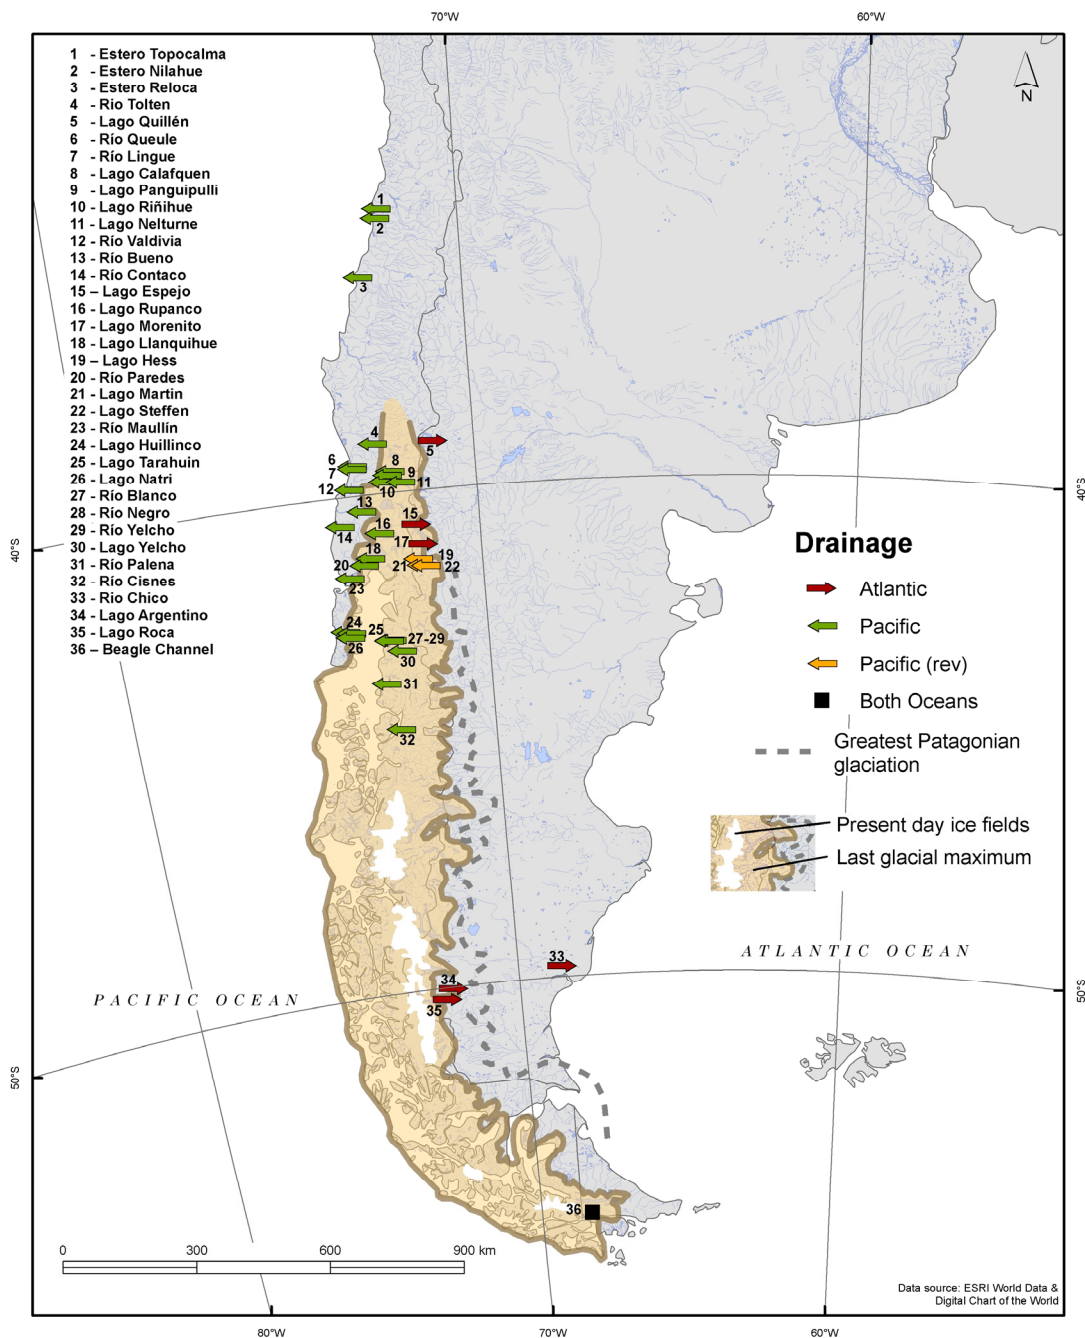 70°W
60°W
1 - Estero Topocalma
2 - Estero Nilahue
3 - Estero Reloca
4 - Río Tolten
5 - Lago Quillén
6 - Río Queule
7 - Río Lingue
8 - Lago Calafquen
9 - Lago Panguipulli
10 - Lago Riñihue
11 - Lago Nelturne
12 - Río Valdivia
13 - Río Bueno
14 - Río Contaco
15 – Lago Espejo
16 - Lago Rupanco
17 - Lago Morenito
18 - Lago Llanquihue
19 – Lago Hess
20 - Río Paredes
21 - Lago Martin
22 – Lago Steffen
23 - Río Maullín
24 - Lago Huillinco
25 - Lago Tarahuin
26 - Lago Natri
27 - Río Blanco
28 - Río Negro
29 - Río Yelcho
30 - Lago Yelcho
31 - Río Palena
32 – Río Cisnes
33 - Río Chico
34 - Lago Argentino
35 - Lago Roca
36 – Beagle Channel
N
1
2
3
4
5
6
7
8
9
10
11
12
13
14
15
16
17
18
19
20
21
22
23
24
25
26
27-29
30
31
32
33
34
35
36
40°S
40°S
50°S
50°S
Drainage
Atlantic
Pacific
Pacific (rev)
Both Oceans
Greatest Patagonian
glaciation
Present day ice fields
Last glacial maximum
ATLANTIC OCEAN
PACIFIC OCEAN
0 300 600 900 km
Data source: ESRI World Data &
Digital Chart of the World
80°W
70°W
60°W